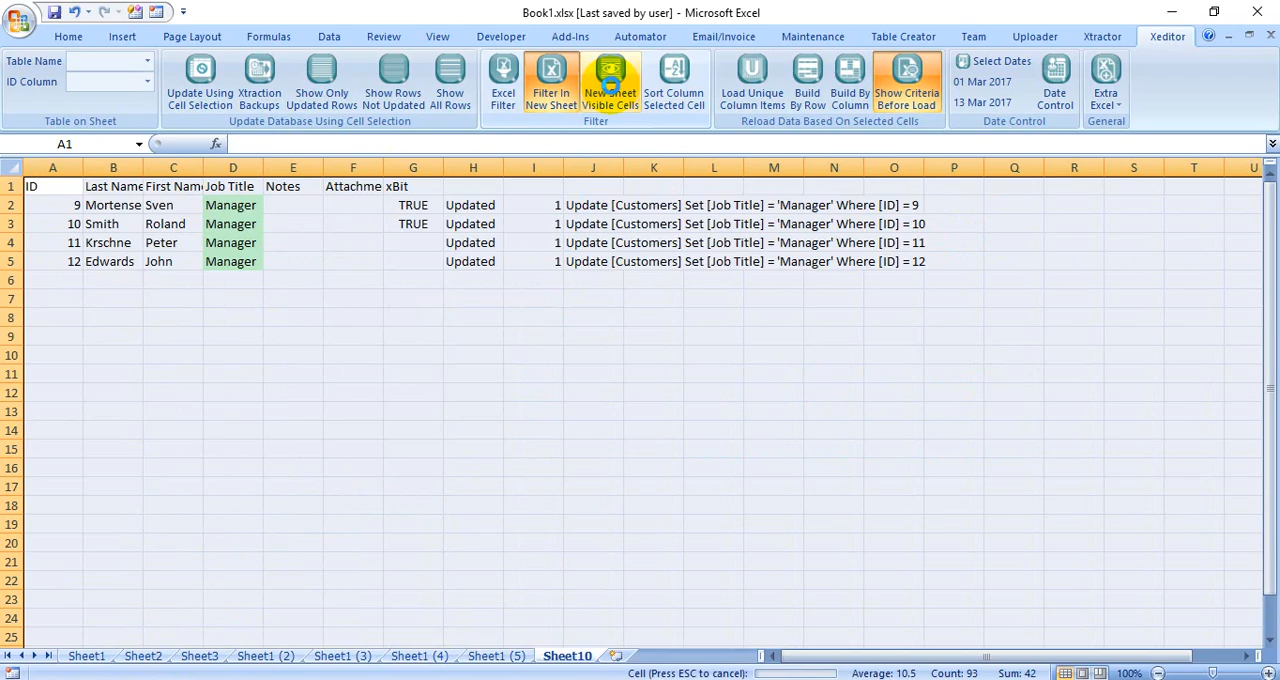 Book1.xlsx [Last saved by user] - Microsoft Excel
Home Insert Page Layout Formulas Data Review View Developer Add-Ins Automator Email/Invoice Maintenance Table Creator Team Uploader Xtractor Xeditor
Table Name
ID Column
Table on Sheet
Update Using Cell Selection
Xtraction Backups
Show Only Updated Rows
Show Rows Not Updated
Show All Rows
Update Database Using Cell Selection
Excel Filter
Filter In New Sheet
New Sheet Visible Cells
Sort Column Selected Cell
Filter
Load Unique Column Items
Build By Row
Build By Column
Show Criteria Before Load
Reload Data Based On Selected Cells
Select Dates
01 Mar 2017
13 Mar 2017
Date Control
Date Control
Extra Excel
General
A1 fx
A B C D E F G H I J K L M N O P Q R S T U
1 ID Last Name First Name Job Title Notes Attachme xBit
2 9 Mortense Sven Manager TRUE Updated 1 Update [Customers] Set [Job Title] = 'Manager' Where [ID] = 9
3 10 Smith Roland Manager TRUE Updated 1 Update [Customers] Set [Job Title] = 'Manager' Where [ID] = 10
4 11 Krschne Peter Manager Updated 1 Update [Customers] Set [Job Title] = 'Manager' Where [ID] = 11
5 12 Edwards John Manager Updated 1 Update [Customers] Set [Job Title] = 'Manager' Where [ID] = 12
6
7
8
9
10
11
12
13
14
15
16
17
18
19
20
21
22
23
24
25
Sheet1 Sheet2 Sheet3 Sheet1 (2) Sheet1 (3) Sheet1 (4) Sheet1 (5) Sheet10
Cell (Press ESC to cancel): Average: 10.5 Count: 93 Sum: 42 100%